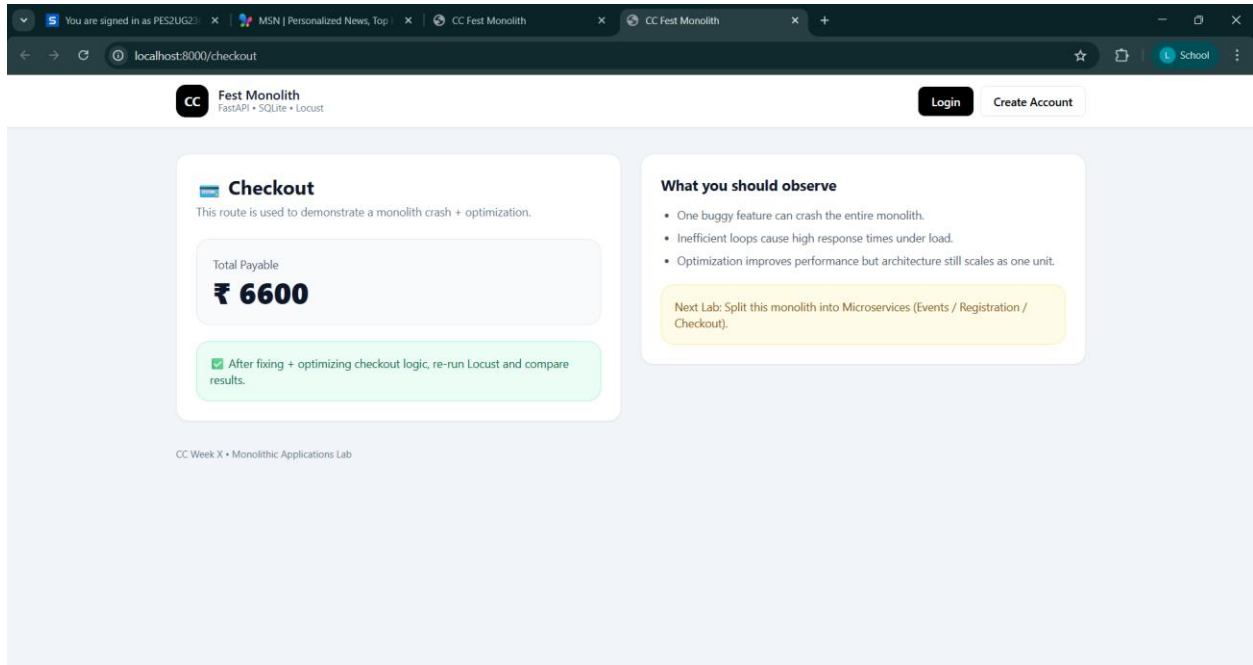 S You are signed in as PES2UG23
MSN | Personalized News, Top
CC Fest Monolith
CC Fest Monolith
localhost:8000/checkout
L School
CC
Fest Monolith
FastAPI • SQLite • Locust
Login
Create Account
Checkout
This route is used to demonstrate a monolith crash + optimization.
Total Payable
₹ 6600
✅ After fixing + optimizing checkout logic, re-run Locust and compare
results.
What you should observe
• One buggy feature can crash the entire monolith.
• Inefficient loops cause high response times under load.
• Optimization improves performance but architecture still scales as one unit.
Next Lab: Split this monolith into Microservices (Events / Registration /
Checkout).
CC Week X • Monolithic Applications Lab